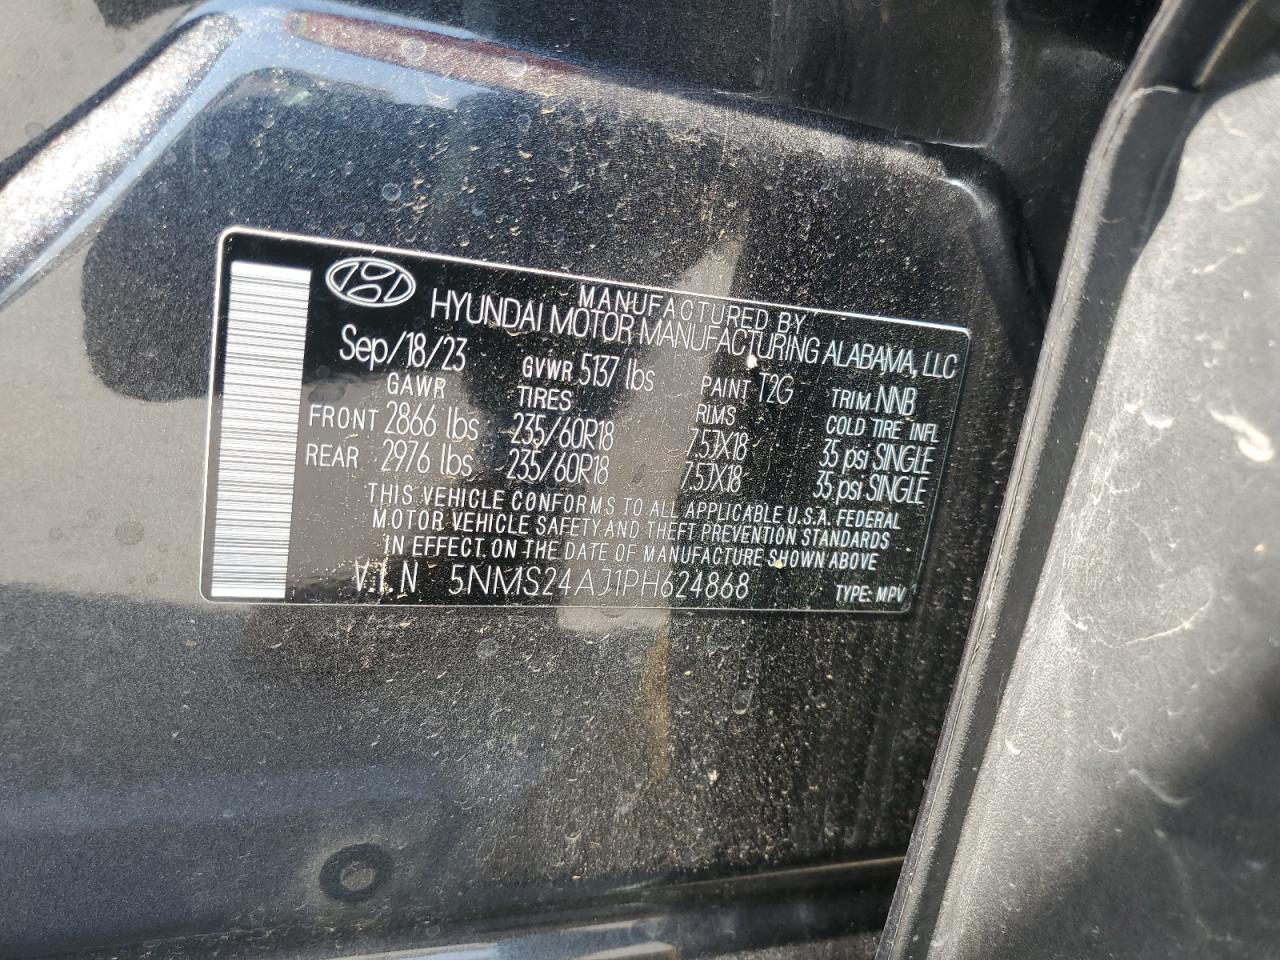 MANUFACTURED BY
HYUNDAI MOTOR MANUFACTURING ALABAMA, LLC
Sep/18/23 GVWR 5137 lbs PAINT T2G TRIM NNB
GAWR TIRES RIMS COLD TIRE INFL
FRONT 2866 lbs 235/60R18 7.5JX18 35 psi SINGLE
REAR 2976 lbs 235/60R18 7.5JX18 35 psi SINGLE
THIS VEHICLE CONFORMS TO ALL APPLICABLE U.S.A. FEDERAL
MOTOR VEHICLE SAFETY AND THEFT PREVENTION STANDARDS
IN EFFECT ON THE DATE OF MANUFACTURE SHOWN ABOVE
V.I.N 5NMS24AJ1PH624868 TYPE: MPV